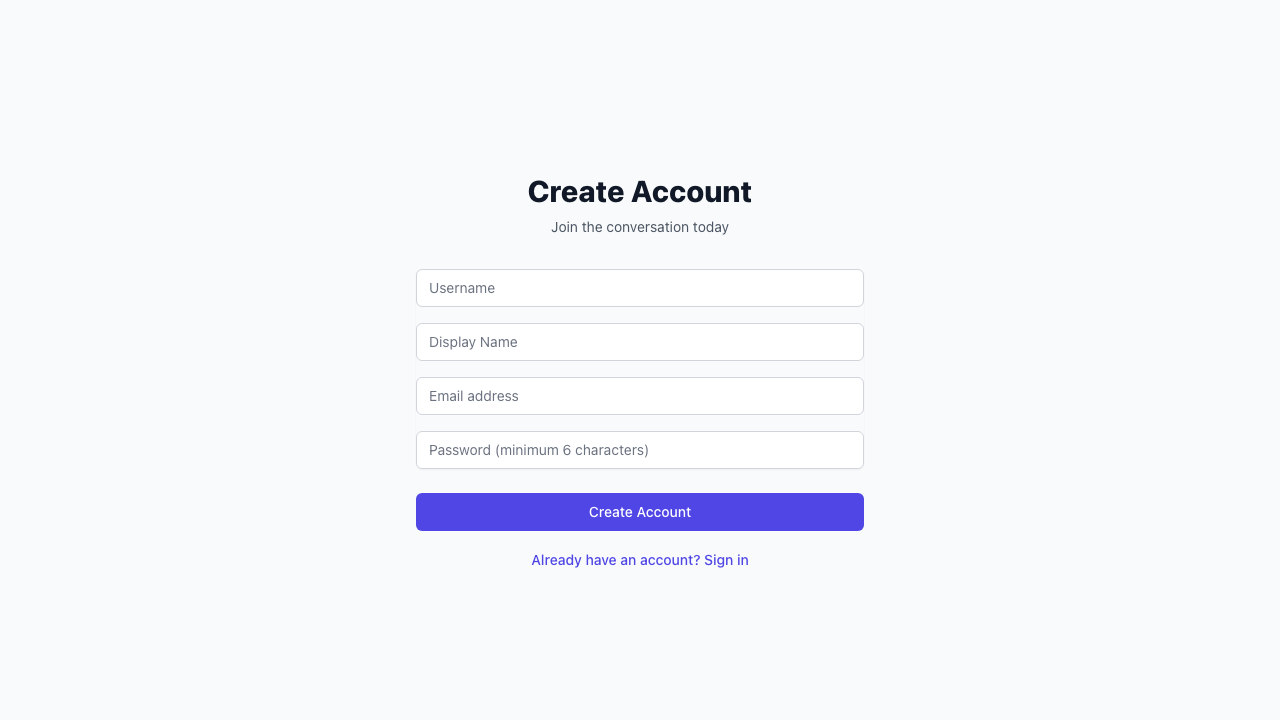 Create Account
Join the conversation today
Username
Display Name
Email address
Password (minimum 6 characters)
Create Account
Already have an account? Sign in